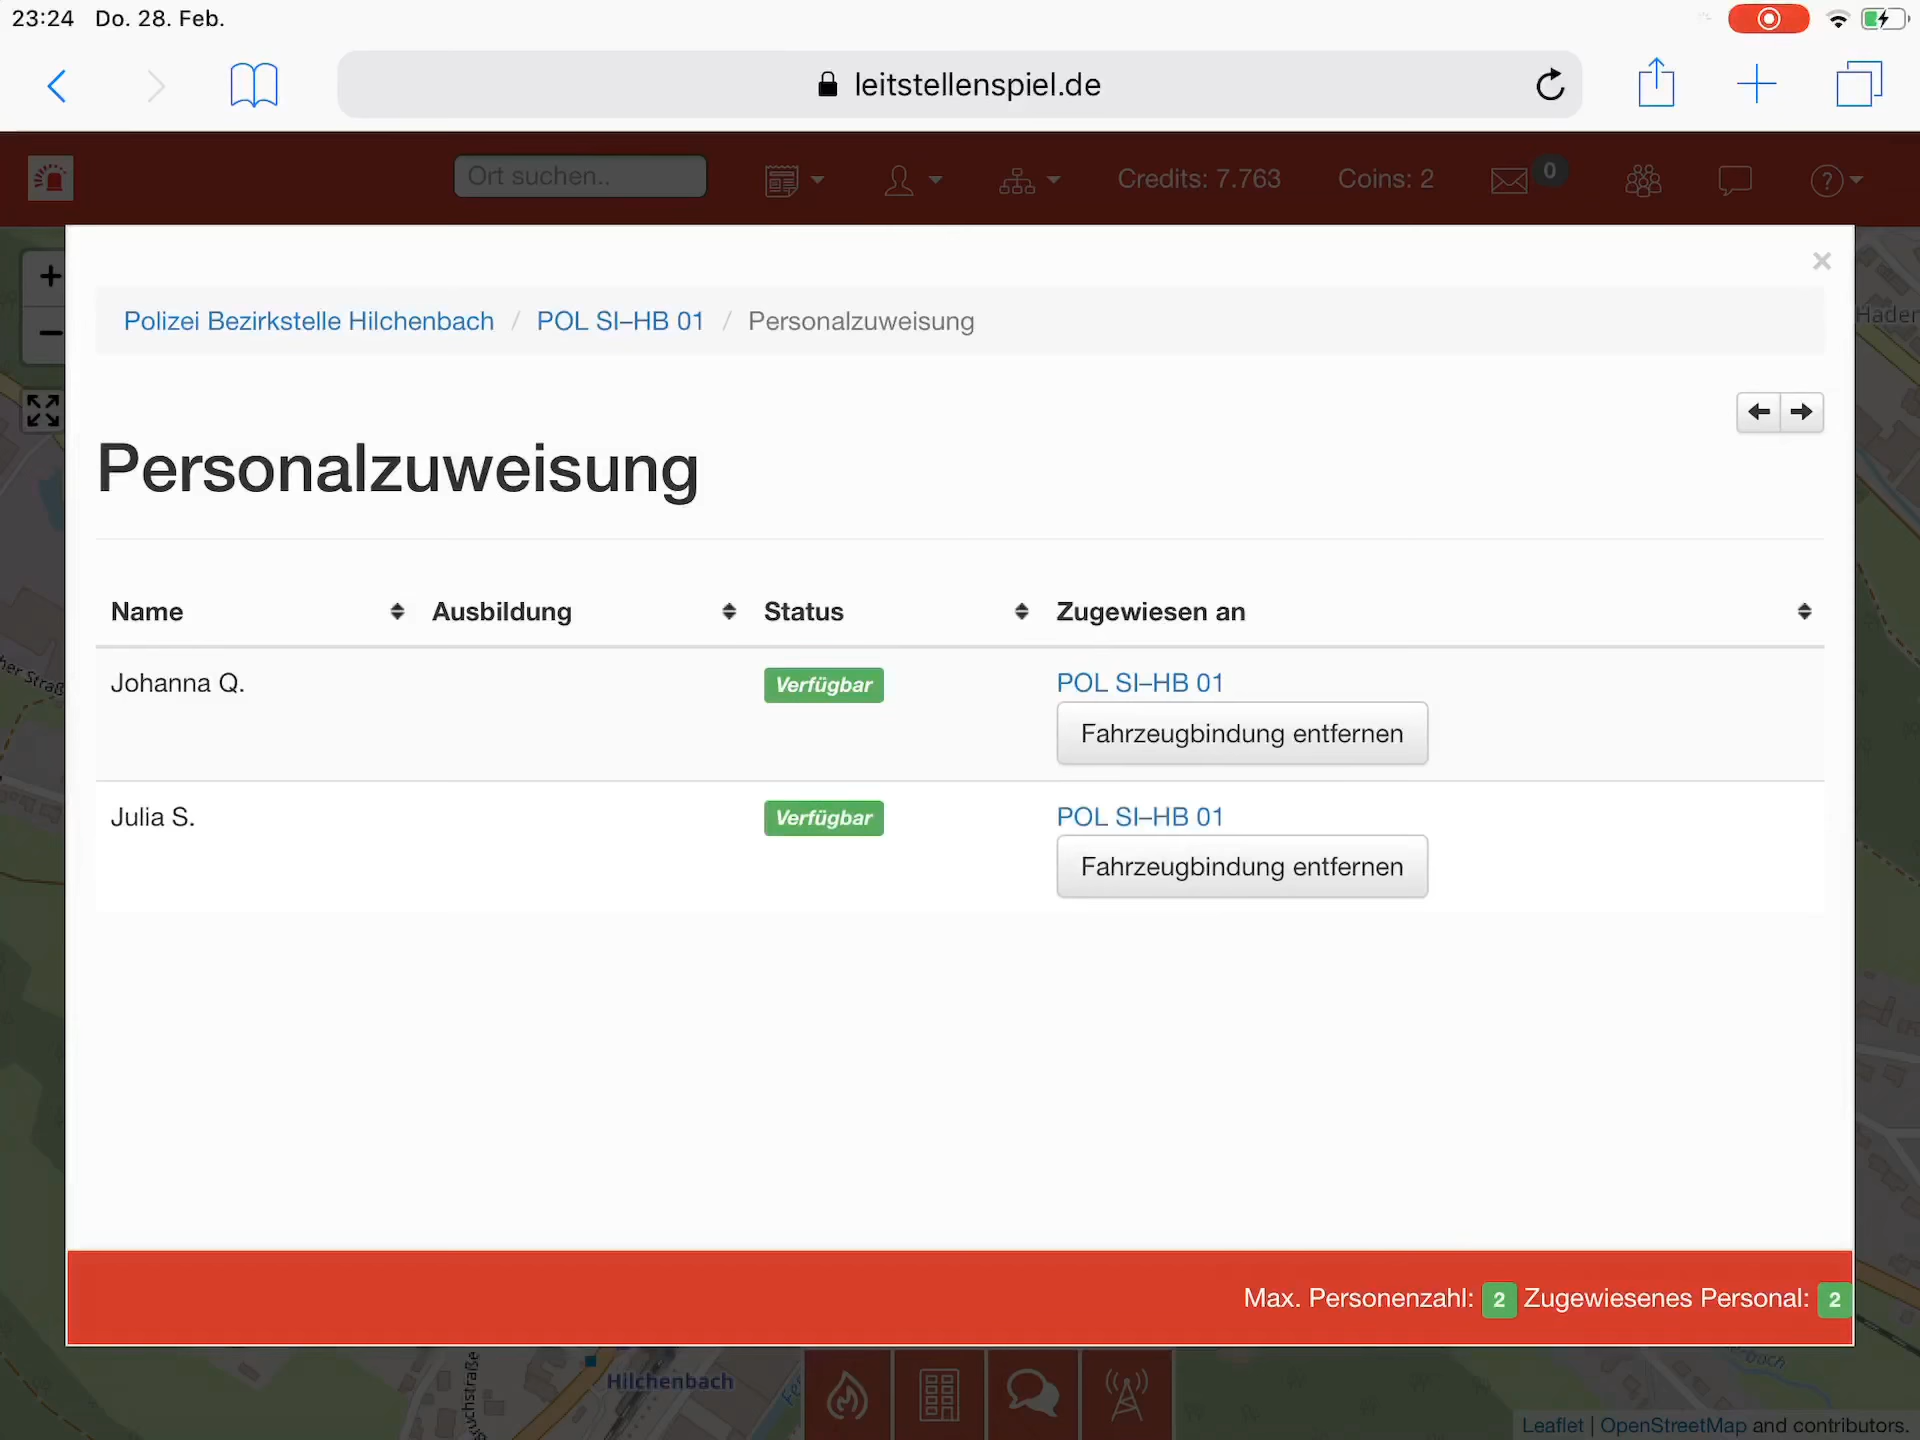 23:24 Do. 28. Feb.
leitstellenspiel.de
Ort suchen..
Credits: 7.763
Coins: 2
0
Polizei Bezirkstelle Hilchenbach / POL SI–HB 01 / Personalzuweisung
Personalzuweisung
Name Ausbildung Status Zugewiesen an
Johanna Q. Verfügbar POL SI–HB 01
Fahrzeugbindung entfernen
Julia S. Verfügbar POL SI–HB 01
Fahrzeugbindung entfernen
Max. Personenzahl: 2 Zugewiesenes Personal: 2
Hilchenbach
Leaflet | OpenStreetMap and contributors.